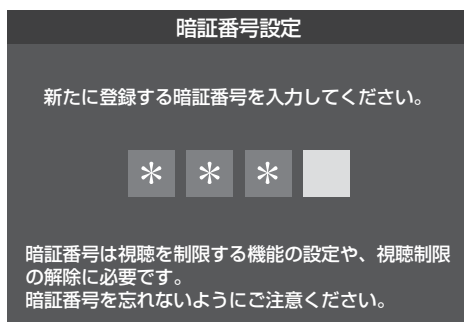 暗証番号設定
新たに登録する暗証番号を入力してください。
＊ ＊ ＊
暗証番号は視聴を制限する機能の設定や、視聴制限
の解除に必要です。
暗証番号を忘れないようにご注意ください。